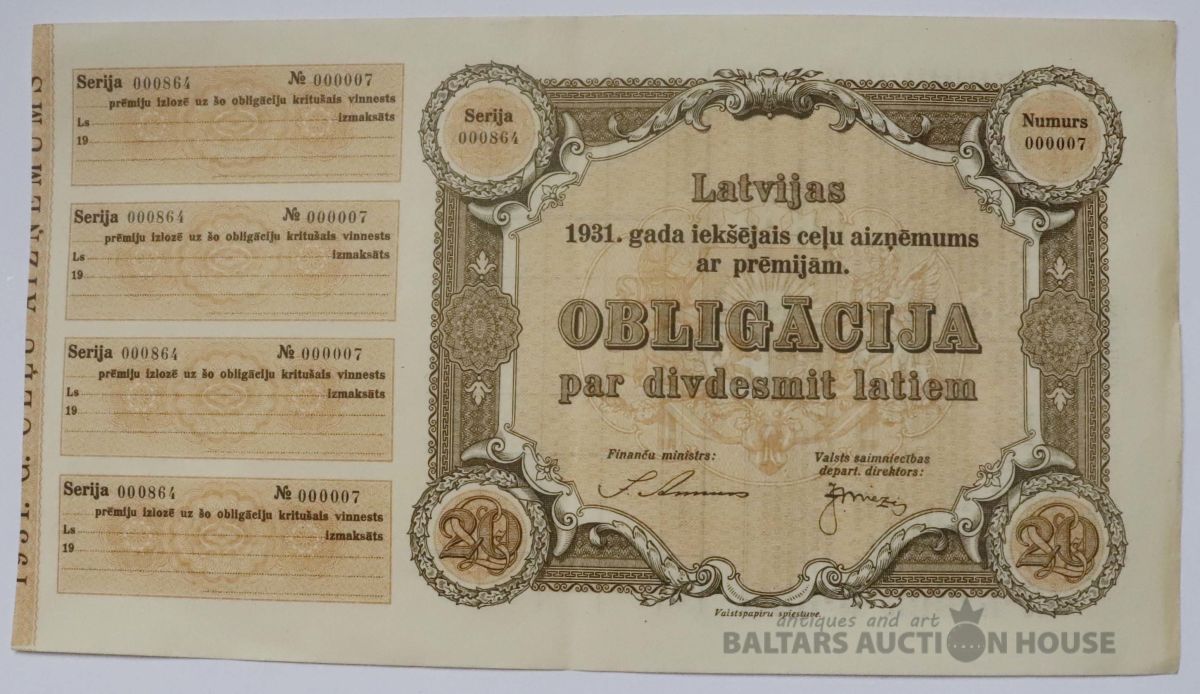 1931. G. CEĻU AIZŅĒMUMS
Serija 000864 № 000007
prēmiju izlozē uz šo obligāciju kritušais vinnests
Ls izmaksāts
19
Serija 000864 № 000007
prēmiju izlozē uz šo obligāciju kritušais vinnests
Ls izmaksāts
19
Serija 000864 № 000007
prēmiju izlozē uz šo obligāciju kritušais vinnests
Ls izmaksāts
19
Serija 000864 № 000007
prēmiju izlozē uz šo obligāciju kritušais vinnests
Ls izmaksāts
19
Serija
000864
Numurs
000007
Latvijas
1931. gada iekšējais ceļu aizņēmums
ar prēmijām.
OBLIGĀCIJA
par divdesmit latiem
Finanču ministrs:
Valsts saimniecības
depart. direktors:
20
20
Valstspapiru spiestuve.
antiques and art
BALTARS AUCTION HOUSE